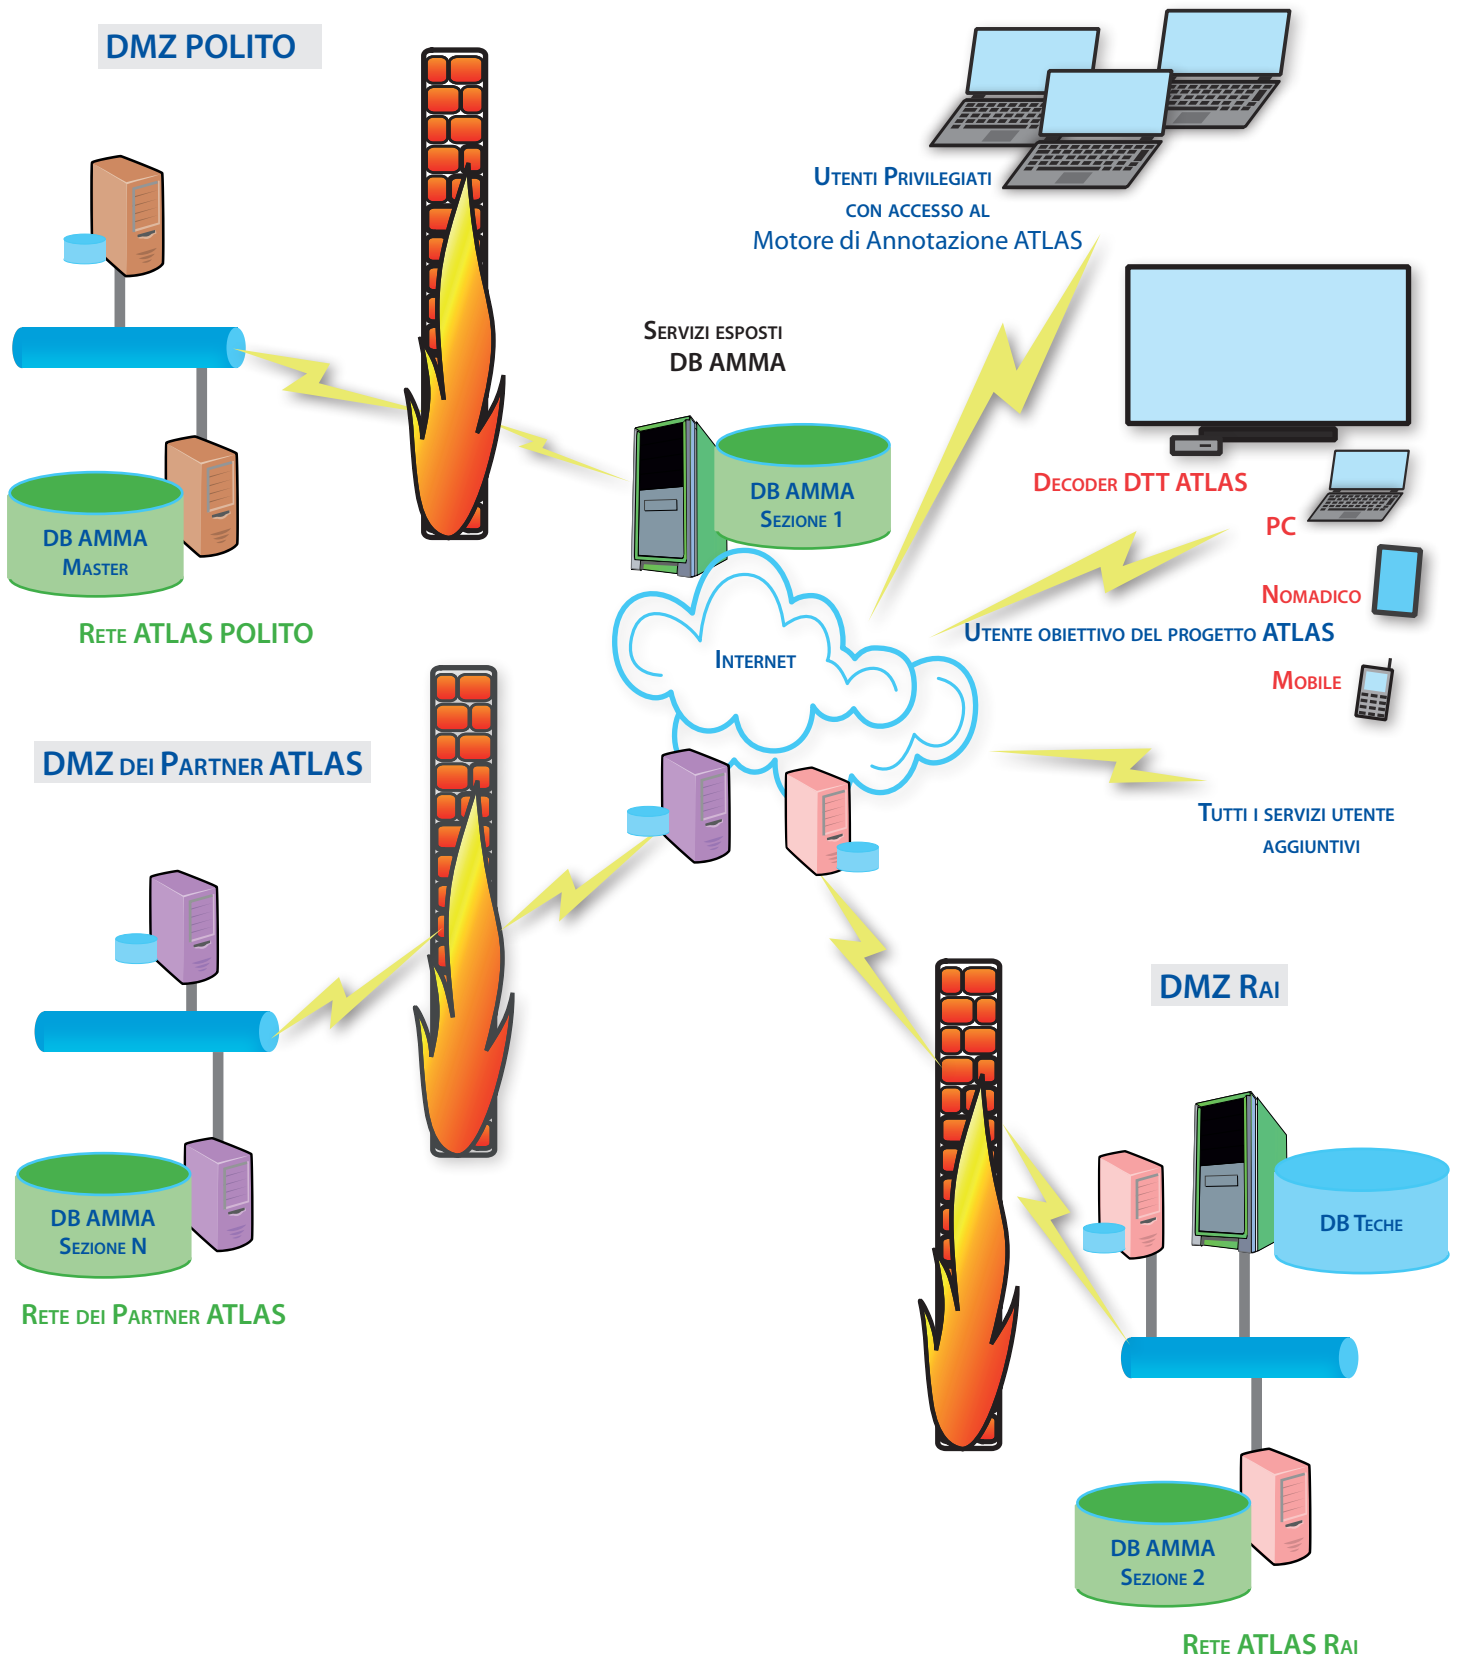 DMZ POLITO
Utenti Privilegiati
con accesso al
Motore di Annotazione ATLAS
Servizi esposti
DB AMMA
DB AMMA
Sezione 1
Decoder DTT ATLAS
PC
Nomadico
Utente obiettivo del progetto ATLAS
Mobile
DB AMMA
Master
Rete ATLAS POLITO
Internet
DMZ dei Partner ATLAS
Tutti i servizi utente
aggiuntivi
DMZ Rai
DB AMMA
Sezione N
Rete dei Partner ATLAS
DB Teche
DB AMMA
Sezione 2
Rete ATLAS Rai